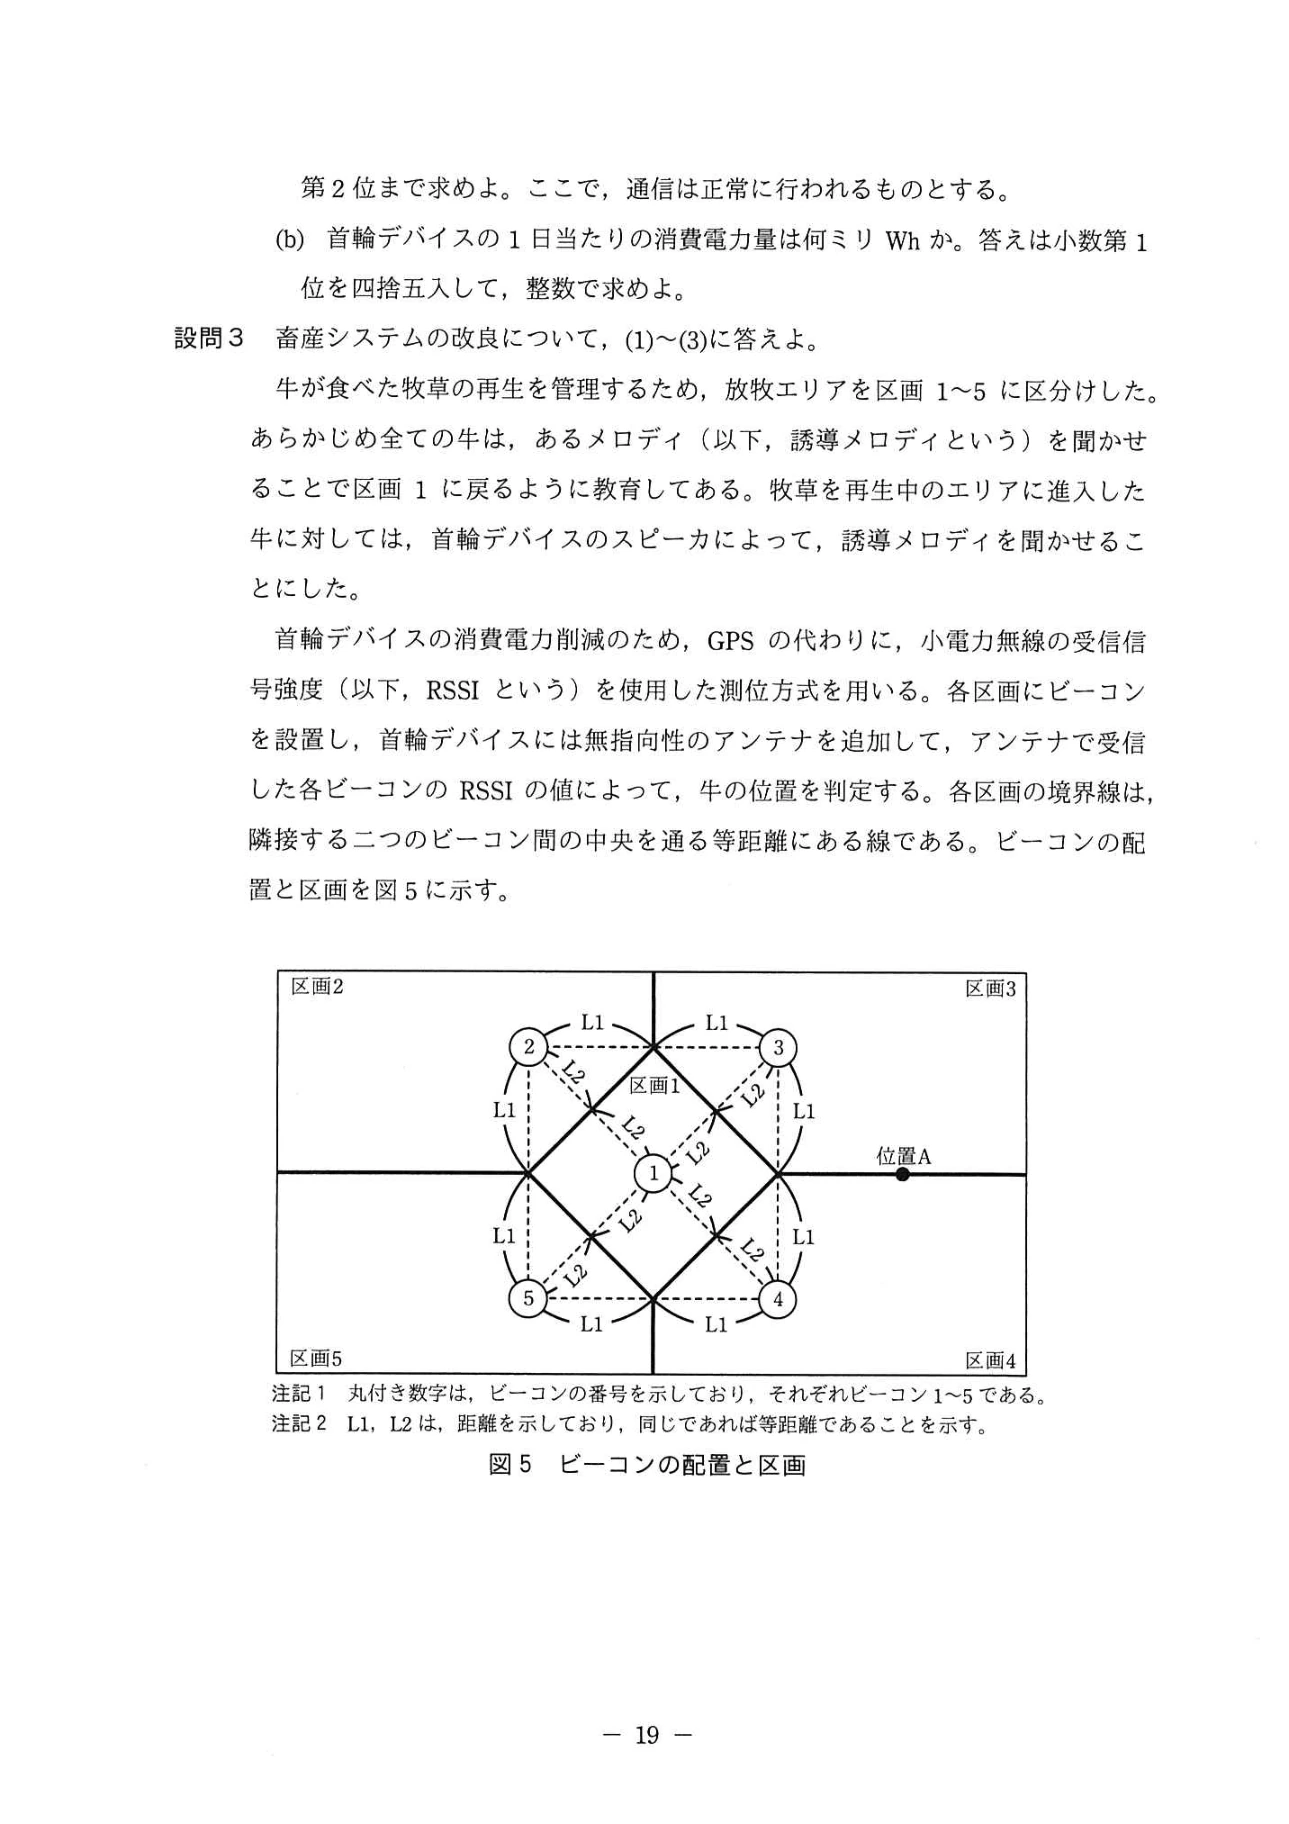 第2位まで求めよ。ここで，通信は正常に行われるものとする。
(b) 首輪デバイスの1日当たりの消費電力量は何ミリ Wh か。答えは小数第1
位を四捨五入して，整数で求めよ。
設問3 畜産システムの改良について，(1)～(3)に答えよ。
牛が食べた牧草の再生を管理するため，放牧エリアを区画 1～5 に区分けした。
あらかじめ全ての牛は，あるメロディ（以下，誘導メロディという）を聞かせ
ることで区画 1 に戻るように教育してある。牧草を再生中のエリアに進入した
牛に対しては，首輪デバイスのスピーカによって，誘導メロディを聞かせるこ
とにした。
首輪デバイスの消費電力削減のため，GPS の代わりに，小電力無線の受信信
号強度（以下，RSSI という）を使用した測位方式を用いる。各区画にビーコン
を設置し，首輪デバイスには無指向性のアンテナを追加して，アンテナで受信
した各ビーコンの RSSI の値によって，牛の位置を判定する。各区画の境界線は，
隣接する二つのビーコン間の中央を通る等距離にある線である。ビーコンの配
置と区画を図5に示す。
区画2 区画3
L1 L1
2 3
L2 区画1 L2
L1 L2 L2 L1
位置A
1
L2 L2
L1 L2 L2 L1
5 4
L1 L1
区画5 区画4
注記1 丸付き数字は，ビーコンの番号を示しており，それぞれビーコン1～5である。
注記2 L1，L2は，距離を示しており，同じであれば等距離であることを示す。
図5 ビーコンの配置と区画
－ 19 －